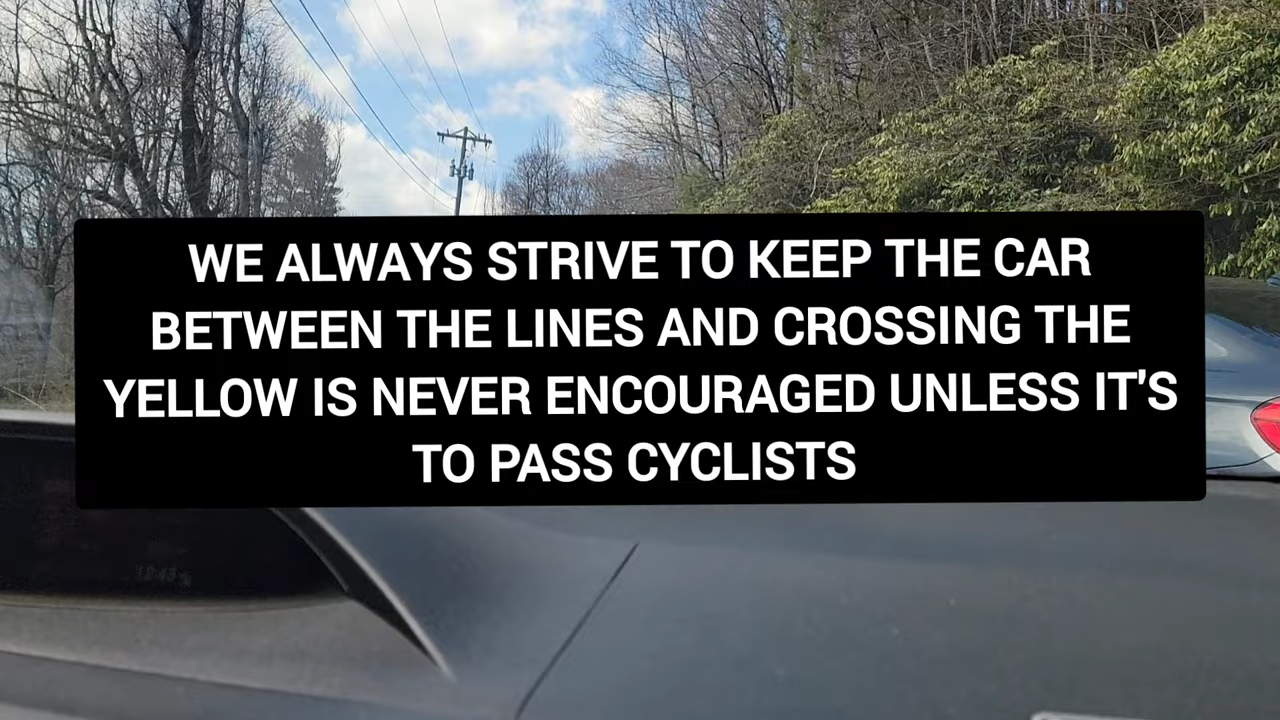 WE ALWAYS STRIVE TO KEEP THE CAR
BETWEEN THE LINES AND CROSSING THE
YELLOW IS NEVER ENCOURAGED UNLESS IT'S
TO PASS CYCLISTS